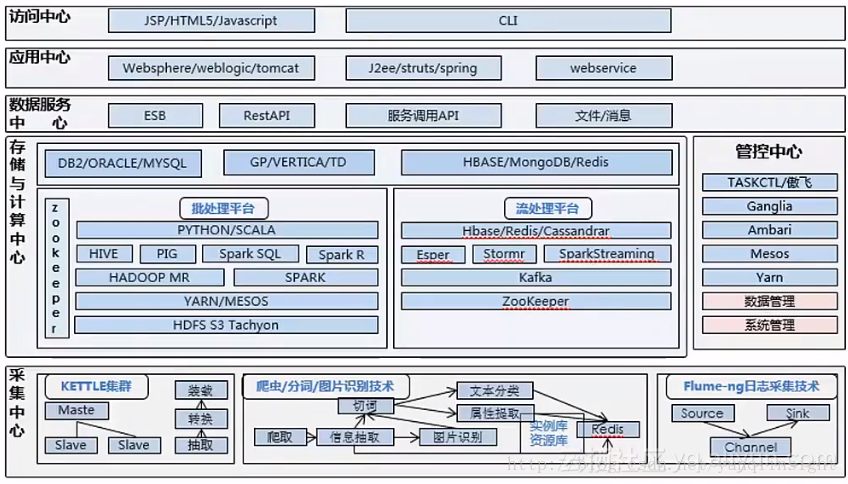 访问中心
JSP/HTML5/Javascript
CLI
应用中心
Websphere/weblogic/tomcat
J2ee/struts/spring
webservice
数据服务
中 心
ESB
RestAPI
服务调用API
文件/消息
存储与计算中心
DB2/ORACLE/MYSQL
GP/VERTICA/TD
HBASE/MongoDB/Redis
zookeeper
批处理平台
PYTHON/SCALA
HIVE
PIG
Spark SQL
Spark R
HADOOP MR
SPARK
YARN/MESOS
HDFS S3 Tachyon
流处理平台
Hbase/Redis/Cassandrar
Esper
Stormr
SparkStreaming
Kafka
ZooKeeper
管控中心
TASKCTL/傲飞
Ganglia
Ambari
Mesos
Yarn
数据管理
系统管理
采集中心
KETTLE集群
Maste
Slave
Slave
装载
转换
抽取
爬虫/分词/图片识别技术
切词
文本分类
属性提取
爬取
信息抽取
图片识别
实例库
资源库
Redis
Flume-ng日志采集技术
Source
Sink
Channel